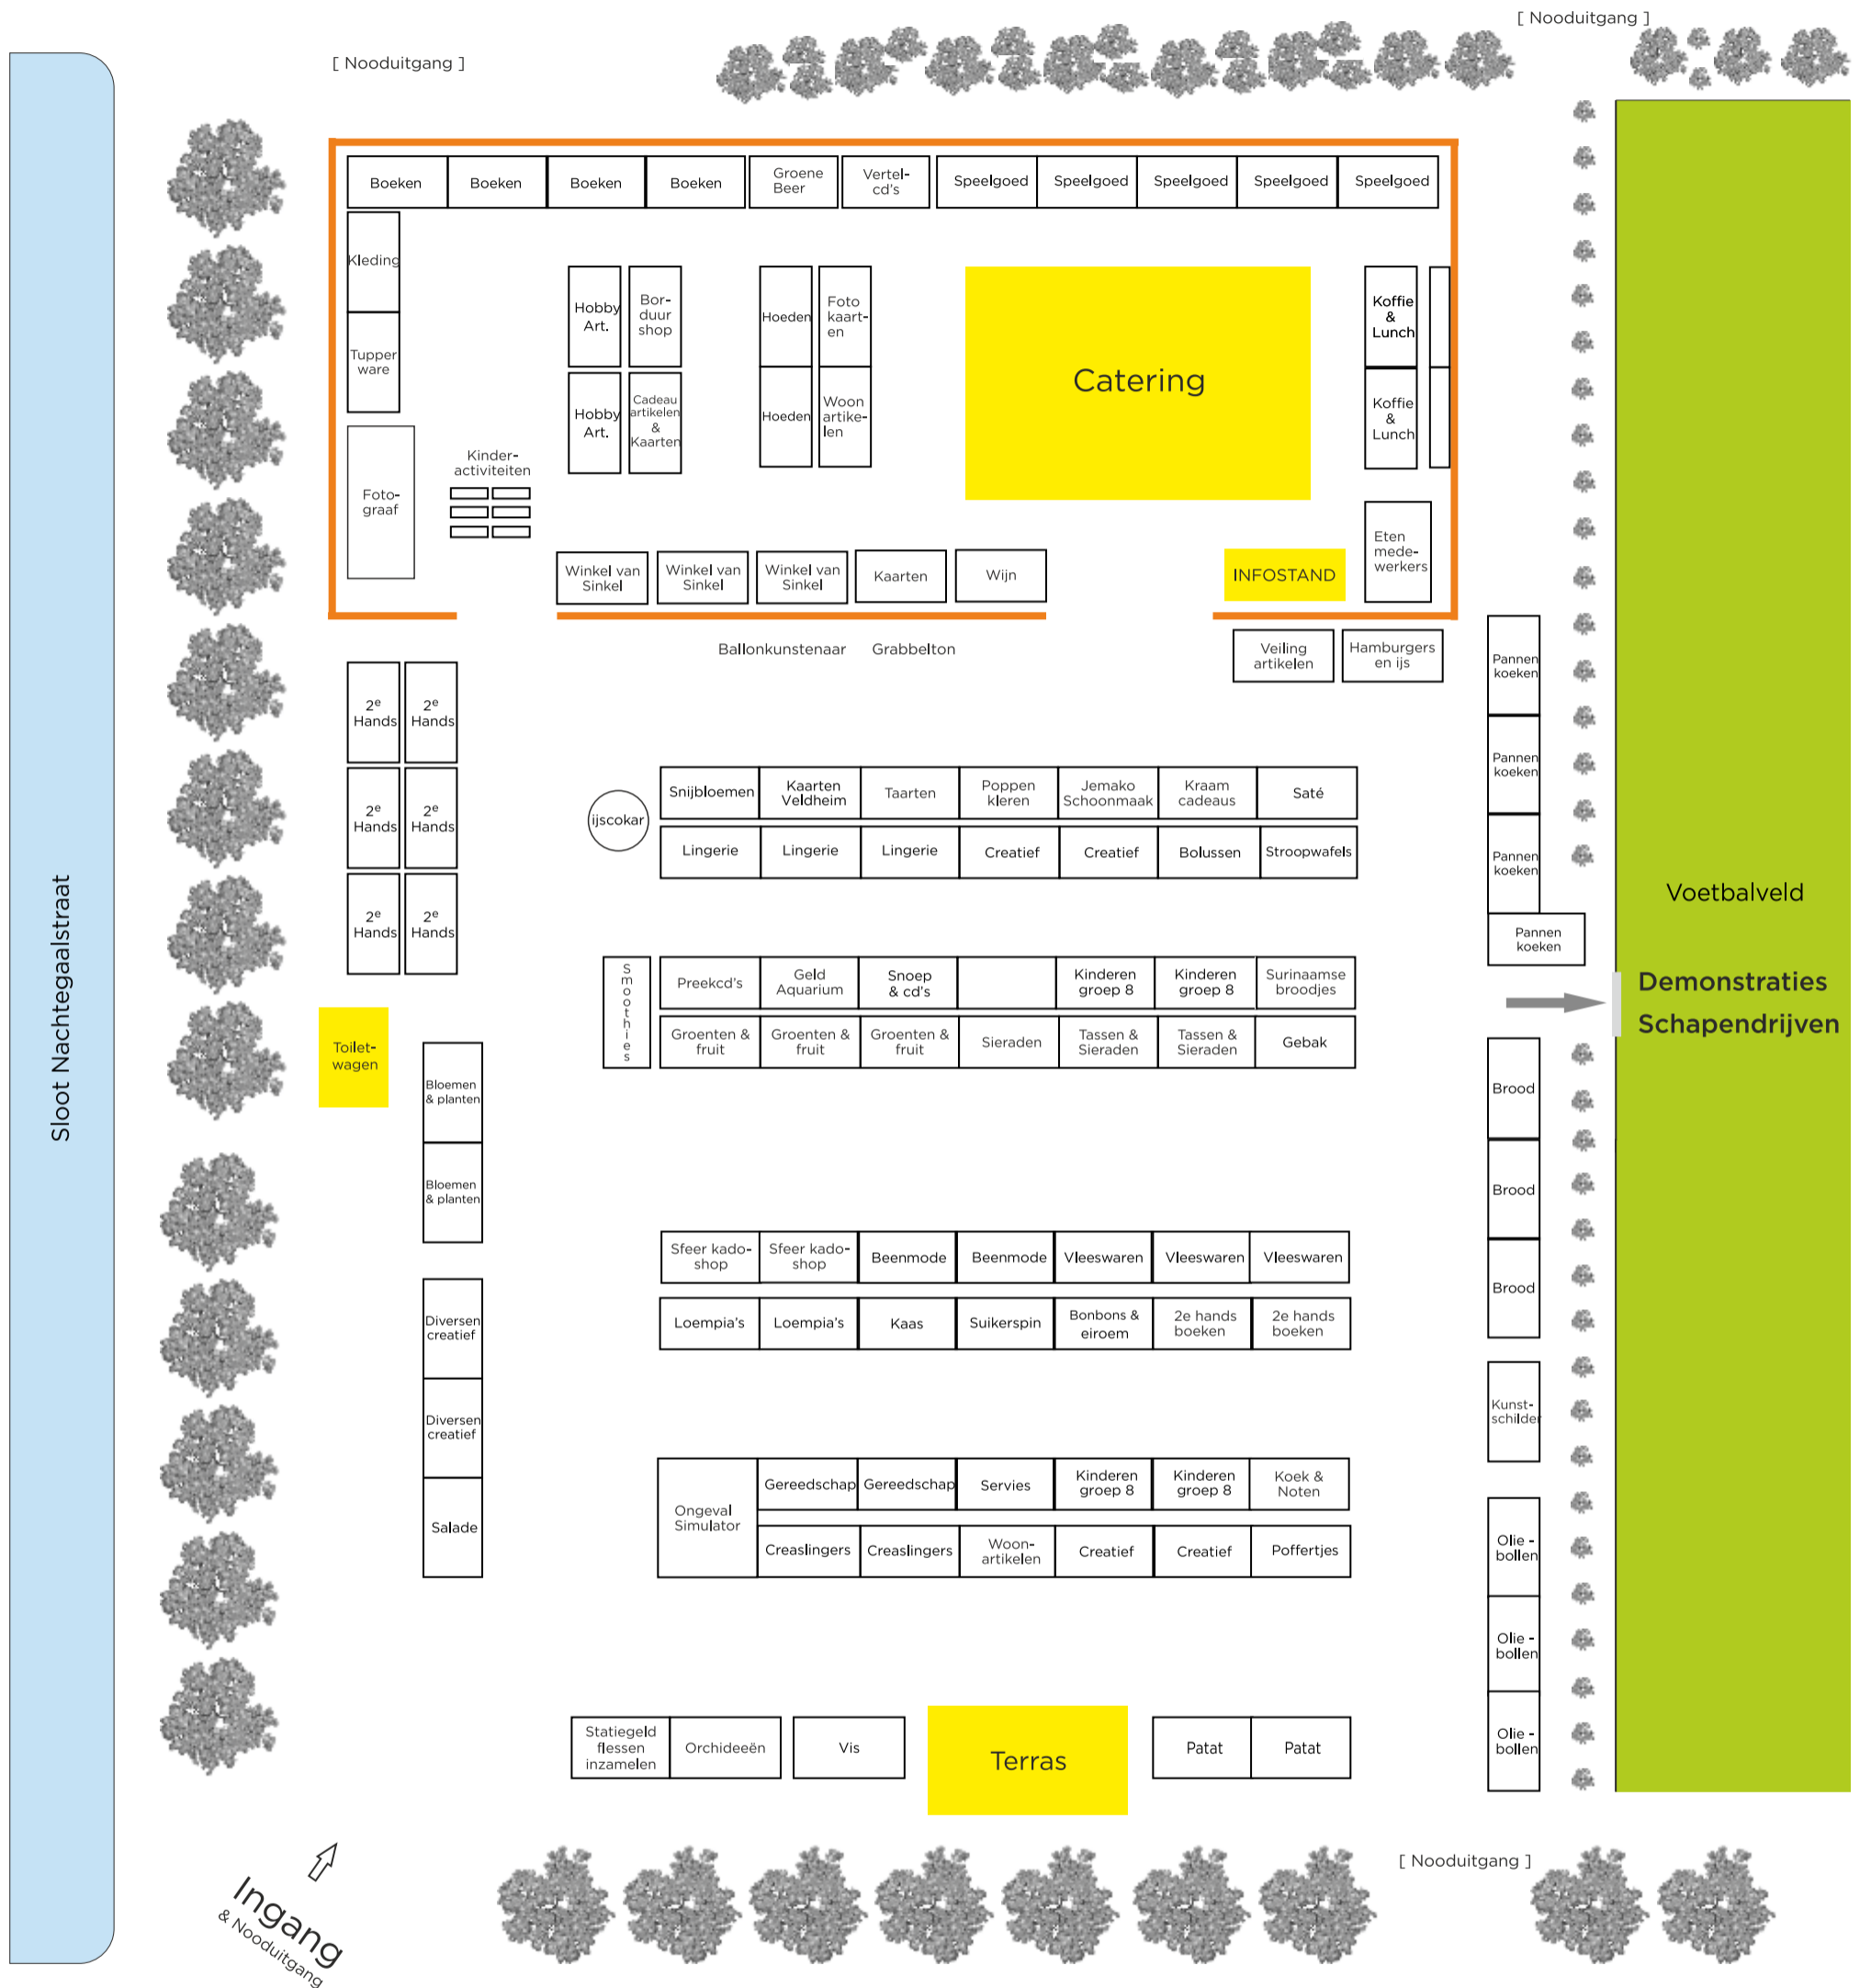 [ Nooduitgang ]
[ Nooduitgang ]
Boeken
Boeken
Boeken
Boeken
Groene
Beer
Vertel-
cd's
Speelgoed
Speelgoed
Speelgoed
Speelgoed
Speelgoed
Kleding
Tupper
ware
Foto-
graaf
Kinder-
activiteiten
Hobby
Art.
Bor-
duur
shop
Hobby
Art.
Cadeau
artikelen
&
Kaarten
Hoeden
Foto
kaart-
en
Hoeden
Woon
artike-
len
Catering
Koffie
&
Lunch
Koffie
&
Lunch
Eten
mede-
werkers
Winkel van
Sinkel
Winkel van
Sinkel
Winkel van
Sinkel
Kaarten
Wijn
INFOSTAND
Ballonkunstenaar
Grabbelton
Veiling
artikelen
Hamburgers
en ijs
2e
Hands
2e
Hands
2e
Hands
2e
Hands
2e
Hands
2e
Hands
Pannen
koeken
Pannen
koeken
Pannen
koeken
Pannen
koeken
ijscokar
Snijbloemen
Kaarten
Veldheim
Taarten
Poppen
kleren
Jemako
Schoonmaak
Kraam
cadeaus
Saté
Lingerie
Lingerie
Lingerie
Creatief
Creatief
Bolussen
Stroopwafels
Sloot Nachtegaalstraat
Voetbalveld
Demonstraties
Schapendrijven
Smoothies
Preekcd's
Geld
Aquarium
Snoep
& cd's
Kinderen
groep 8
Kinderen
groep 8
Surinaamse
broodjes
Groenten &
fruit
Groenten &
fruit
Groenten &
fruit
Sieraden
Tassen &
Sieraden
Tassen &
Sieraden
Gebak
Toilet-
wagen
Bloemen
& planten
Bloemen
& planten
Brood
Brood
Brood
Sfeer kado-
shop
Sfeer kado-
shop
Beenmode
Beenmode
Vleeswaren
Vleeswaren
Vleeswaren
Loempia's
Loempia's
Kaas
Suikerspin
Bonbons &
eiroem
2e hands
boeken
2e hands
boeken
Diversen
creatief
Diversen
creatief
Salade
Kunst-
schilder
Ongeval
Simulator
Gereedschap
Gereedschap
Servies
Kinderen
groep 8
Kinderen
groep 8
Koek &
Noten
Creaslingers
Creaslingers
Woon-
artikelen
Creatief
Creatief
Poffertjes
Olie -
bollen
Olie -
bollen
Olie -
bollen
Statiegeld
flessen
inzamelen
Orchideeën
Vis
Terras
Patat
Patat
Ingang
& Nooduitgang
[ Nooduitgang ]